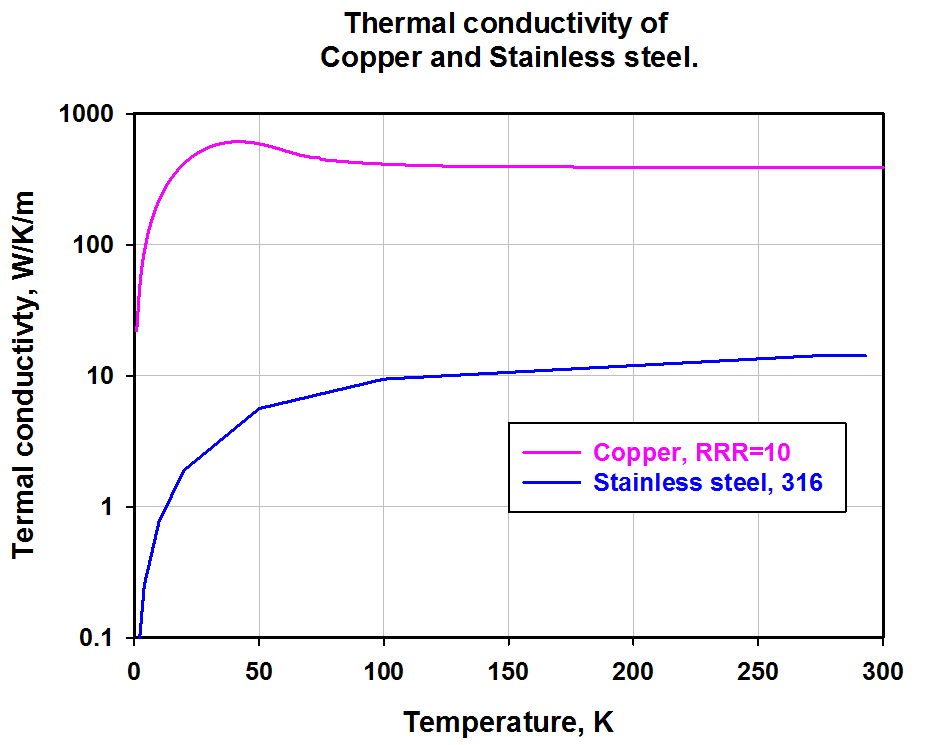 Thermal conductivity of
Copper and Stainless steel.
Termal conductivty, W/K/m
1000
100
10
1
0.1
Copper, RRR=10
Stainless steel, 316
0 50 100 150 200 250 300
Temperature, K